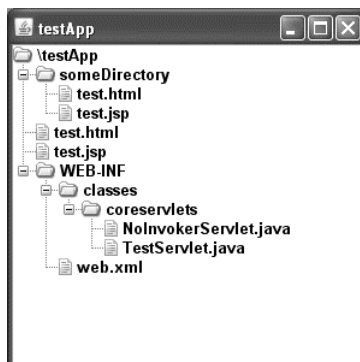 testApp
\testApp
someDirectory
test.html
test.jsp
test.html
test.jsp
WEB-INF
classes
coreservlets
NoInvokerServlet.java
TestServlet.java
web.xml